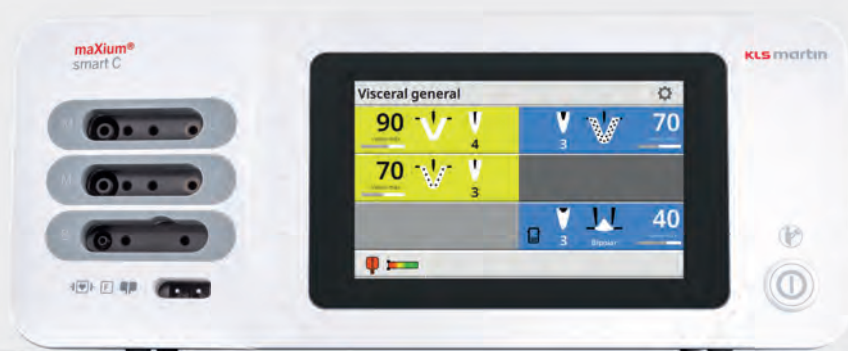 maXium®
smart C
KLS martin
Visceral general
90
4
3
70
70
3
3
Bipolar
40
F